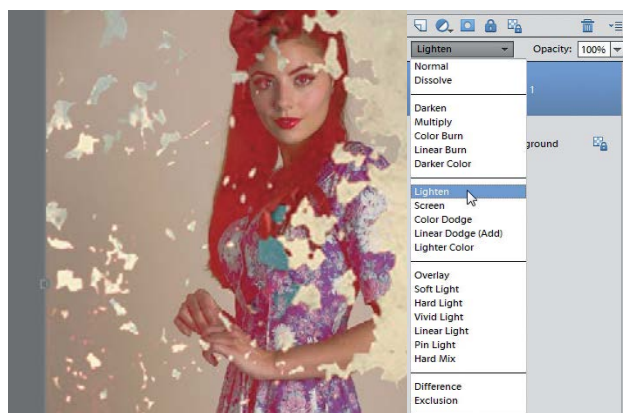 Lighten
Opacity: 100%
Normal
Dissolve
1
Darken
Multiply
Color Burn
ground
Linear Burn
Darker Color
Lighten
Screen
Color Dodge
Linear Dodge (Add)
Lighter Color
Overlay
Soft Light
Hard Light
Vivid Light
Linear Light
Pin Light
Hard Mix
Difference
Exclusion